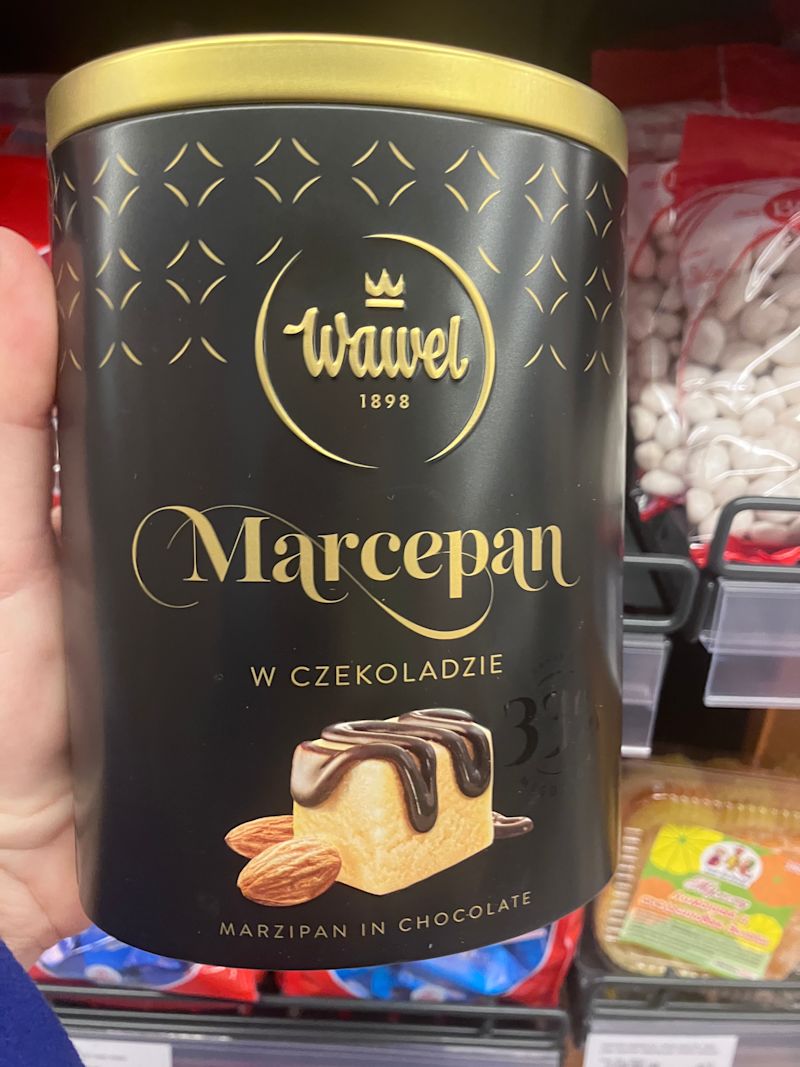 Wawel
1898
Marcepan
W CZEKOLADZIE
MARZIPAN IN CHOCOLATE